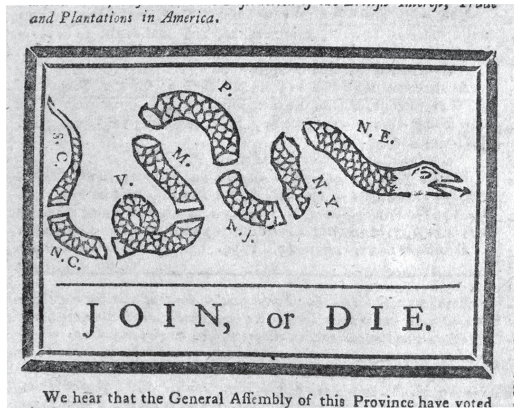 and Plantations in America.
P.
N. E.
S. C.
M.
V.
N. Y.
N. J.
N. C.
JOIN, or DIE.
We hear that the General Aſſembly of this Province have voted